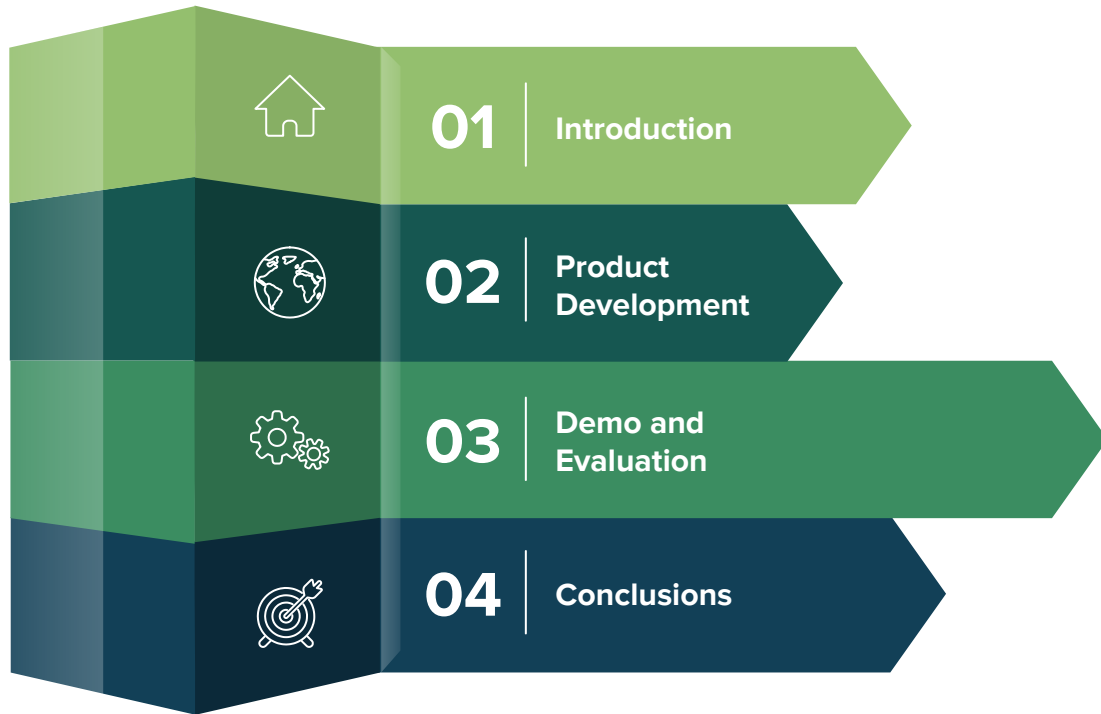 01
Introduction
02
Product
Development
03
Demo and
Evaluation
04
Conclusions